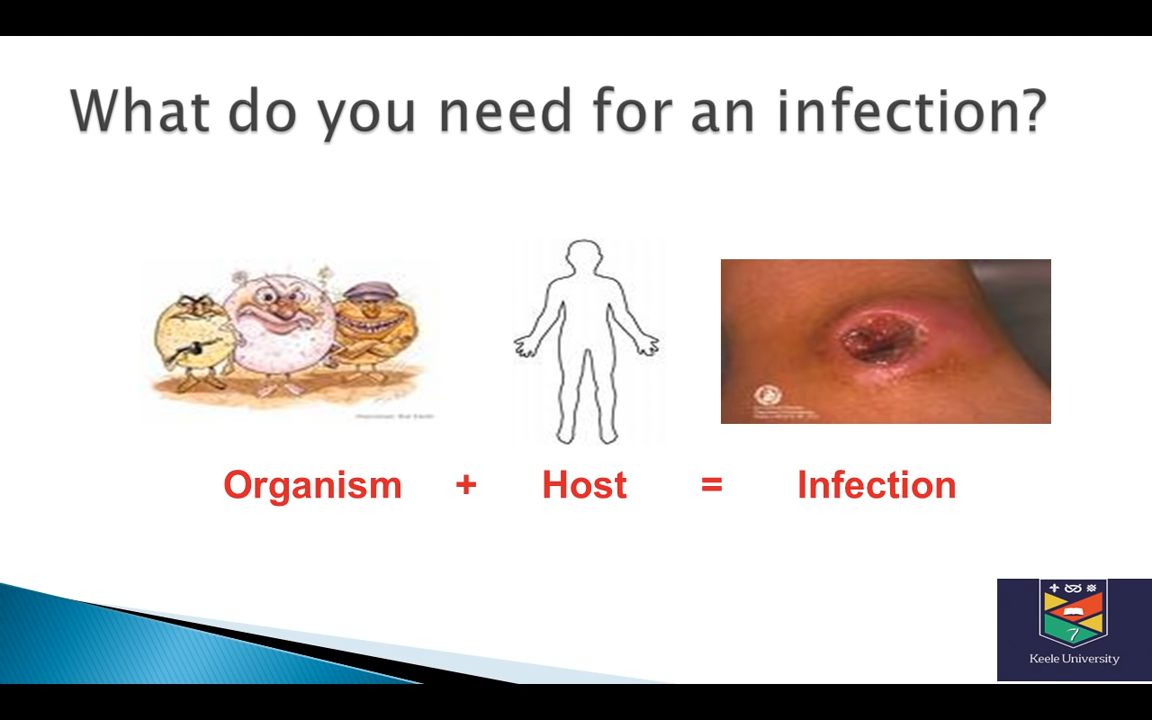 What do you need for an infection?
Organism + Host = Infection
Keele University